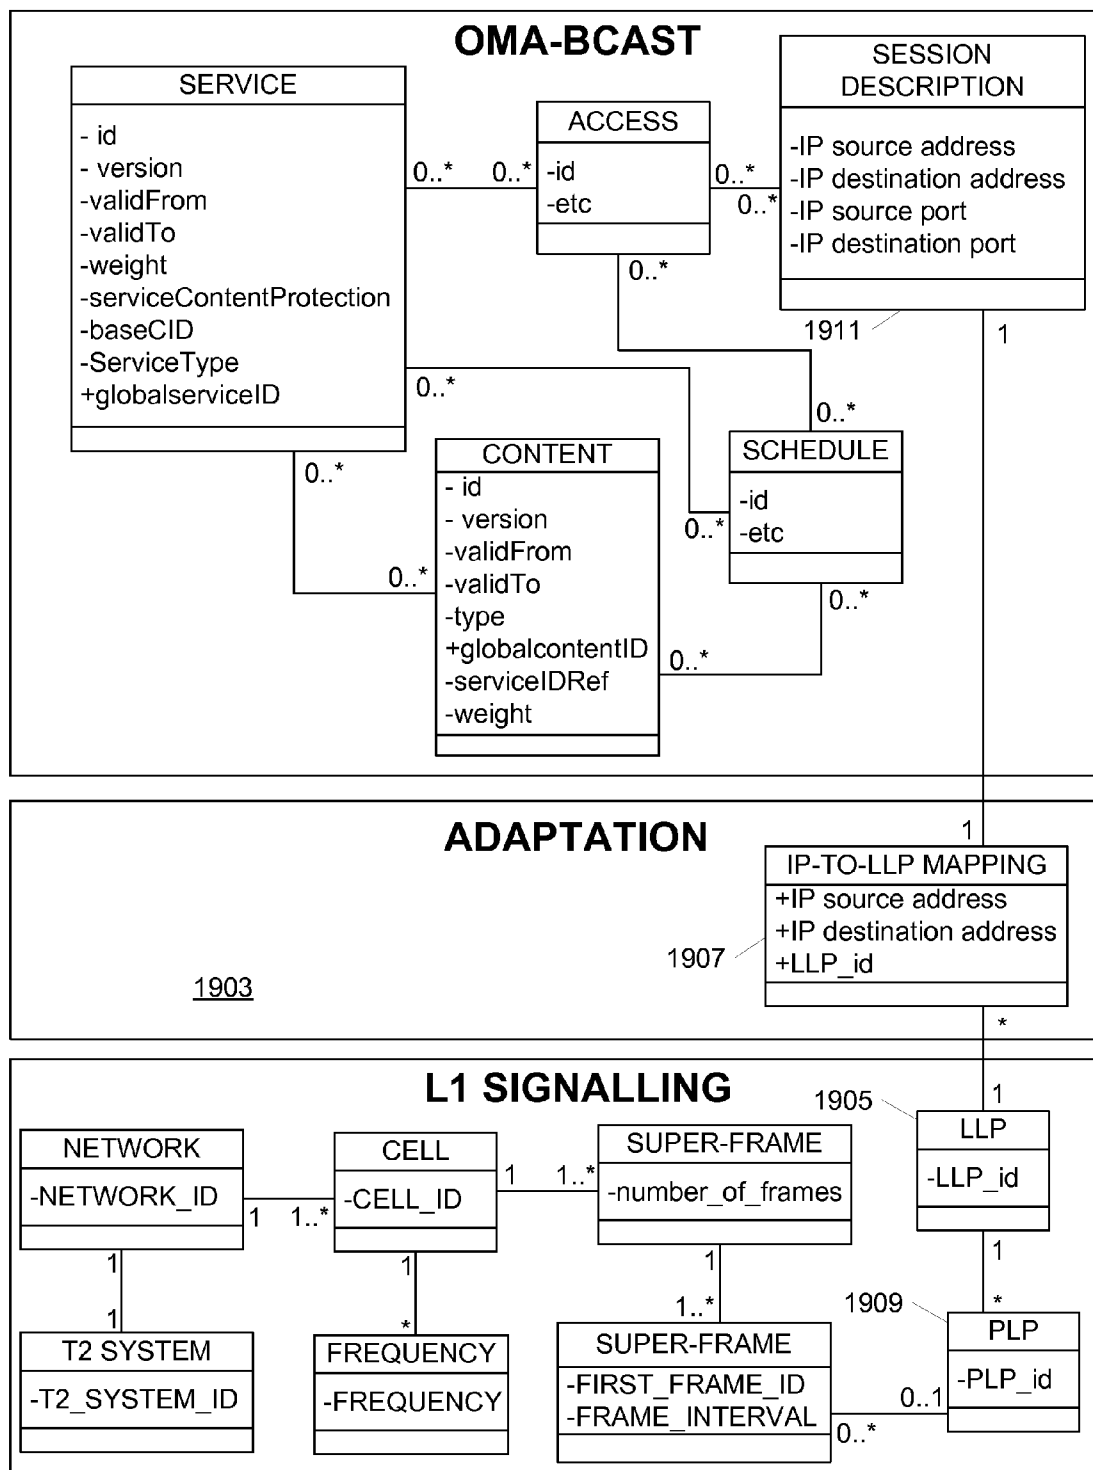 OMA-BCAST
SERVICE
- id
- version
-validFrom
-validTo
-weight
-serviceContentProtection
-baseCID
-ServiceType
+globalserviceID
0..*
0..*
ACCESS
-id
-etc
0..*
0..*
SESSION
DESCRIPTION
-IP source address
-IP destination address
-IP source port
-IP destination port
0..*
1911
1
0..*
0..*
0..*
CONTENT
- id
- version
-validFrom
-validTo
-type
+globalcontentID
-serviceIDRef
-weight
SCHEDULE
-id
-etc
0..*
0..*
0..*
0..*
ADAPTATION
1
IP-TO-LLP MAPPING
+IP source address
+IP destination address
+LLP_id
1907
1903
*
L1 SIGNALLING
1905
1
LLP
-LLP_id
NETWORK
-NETWORK_ID
1
1..*
CELL
-CELL_ID
1
1..*
SUPER-FRAME
-number_of_frames
1
1
1
1
1
1..*
*
1909
*
T2 SYSTEM
-T2_SYSTEM_ID
FREQUENCY
-FREQUENCY
SUPER-FRAME
-FIRST_FRAME_ID
-FRAME_INTERVAL
PLP
-PLP_id
0..1
0..*